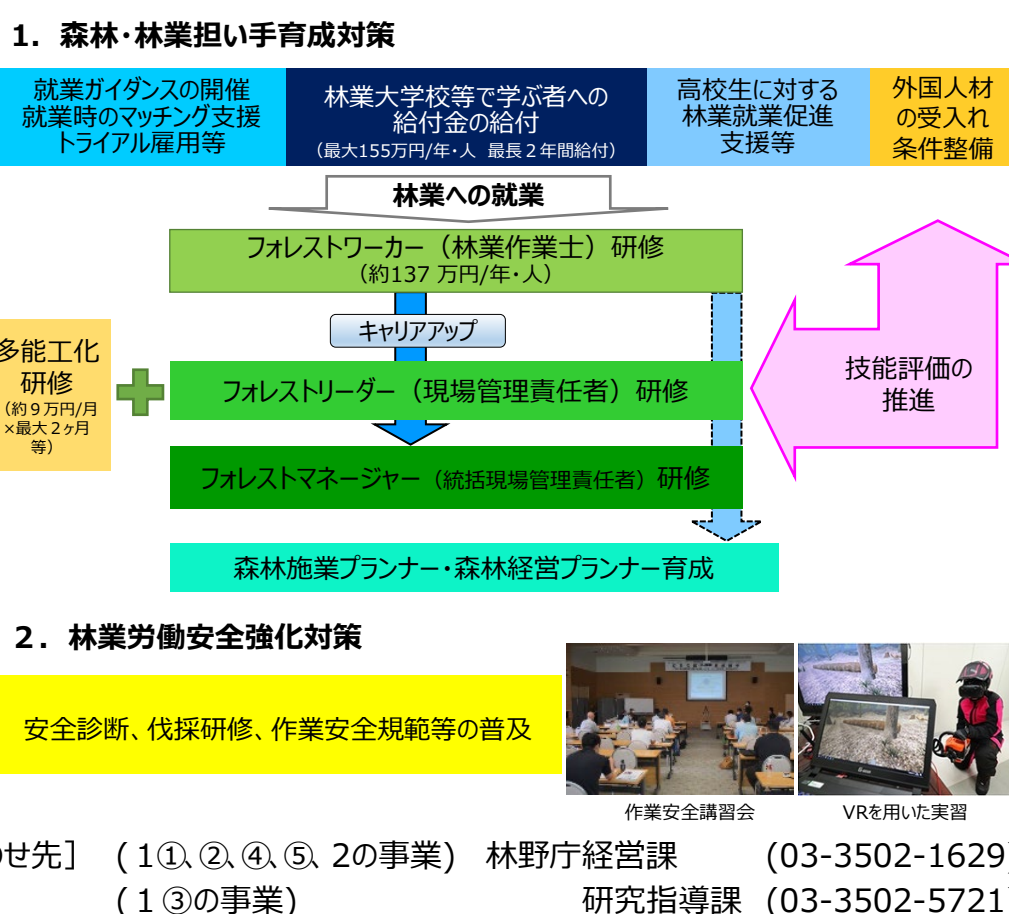 1．森林・林業担い手育成対策
就業ガイダンスの開催
就業時のマッチング支援
トライアル雇用等
林業大学校等で学ぶ者への
給付金の給付
（最大155万円/年・人 最長２年間給付）
高校生に対する
林業就業促進
支援等
外国人材
の受入れ
条件整備
林業への就業
フォレストワーカー（林業作業士）研修
（約137 万円/年・人）
キャリアアップ
多能工化
研修
（約９万円/月
×最大２ヶ月
等）
フォレストリーダー（現場管理責任者）研修
技能評価の
推進
フォレストマネージャー（統括現場管理責任者）研修
森林施業プランナー・森林経営プランナー育成
２．林業労働安全強化対策
安全診断、伐採研修、作業安全規範等の普及
作業安全講習会
VRを用いた実習
せ先］ （１①、②、④、⑤、２の事業） 林野庁経営課 （03-3502-1629）
（１③の事業） 研究指導課 （03-3502-5721）